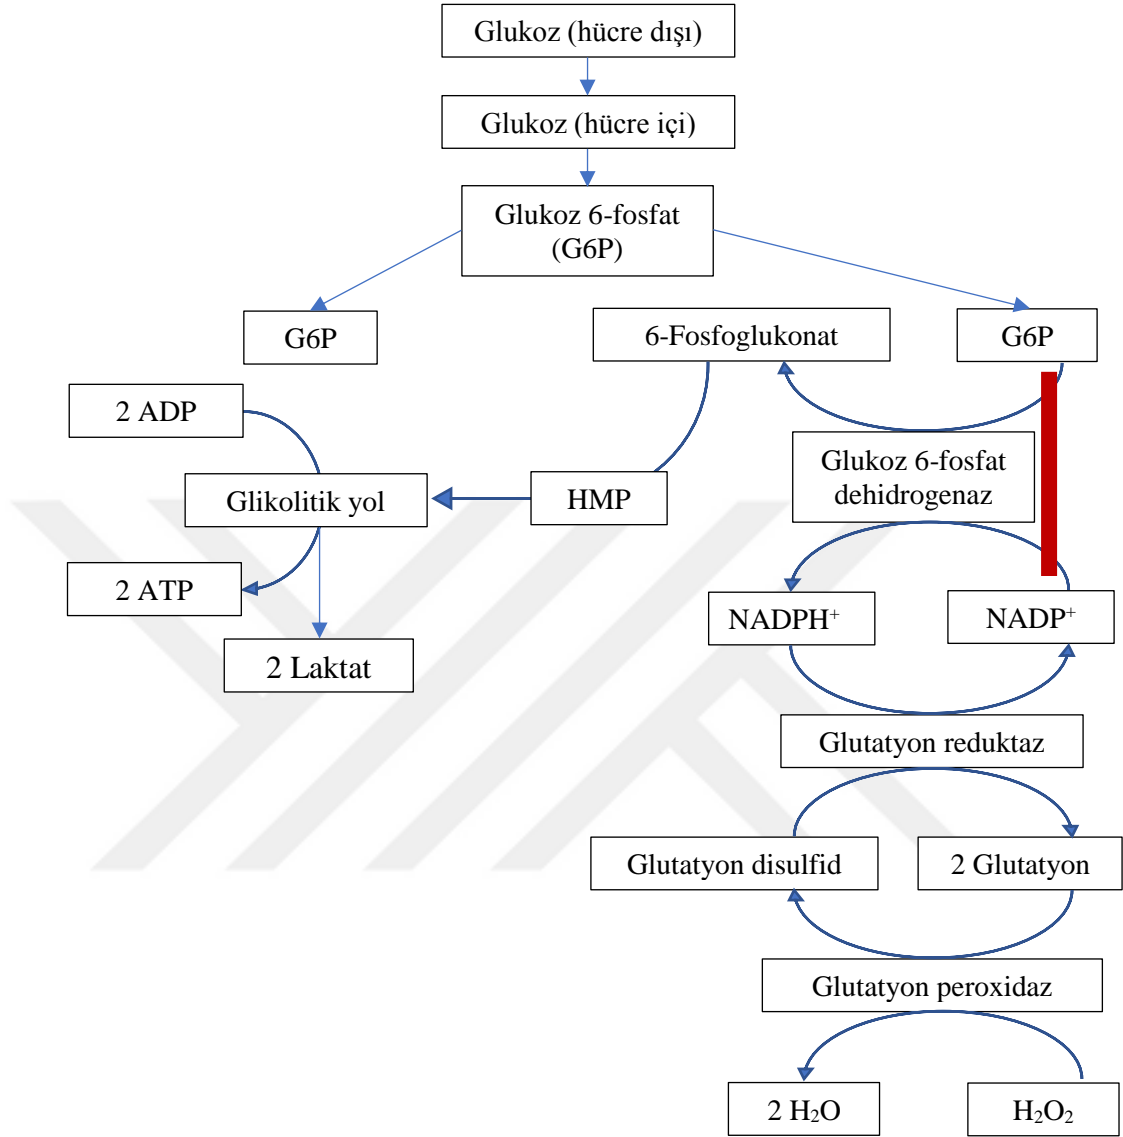 Glukoz (hücre dışı)
Glukoz (hücre içi)
Glukoz 6-fosfat
(G6P)
G6P
6-Fosfoglukonat
G6P
2 ADP
Glukoz 6-fosfat
dehidrogenaz
Glikolitik yol
HMP
2 ATP
NADPH⁺
NADP⁺
2 Laktat
Glutatyon reduktaz
Glutatyon disulfid
2 Glutatyon
Glutatyon peroxidaz
2 H₂O
H₂O₂